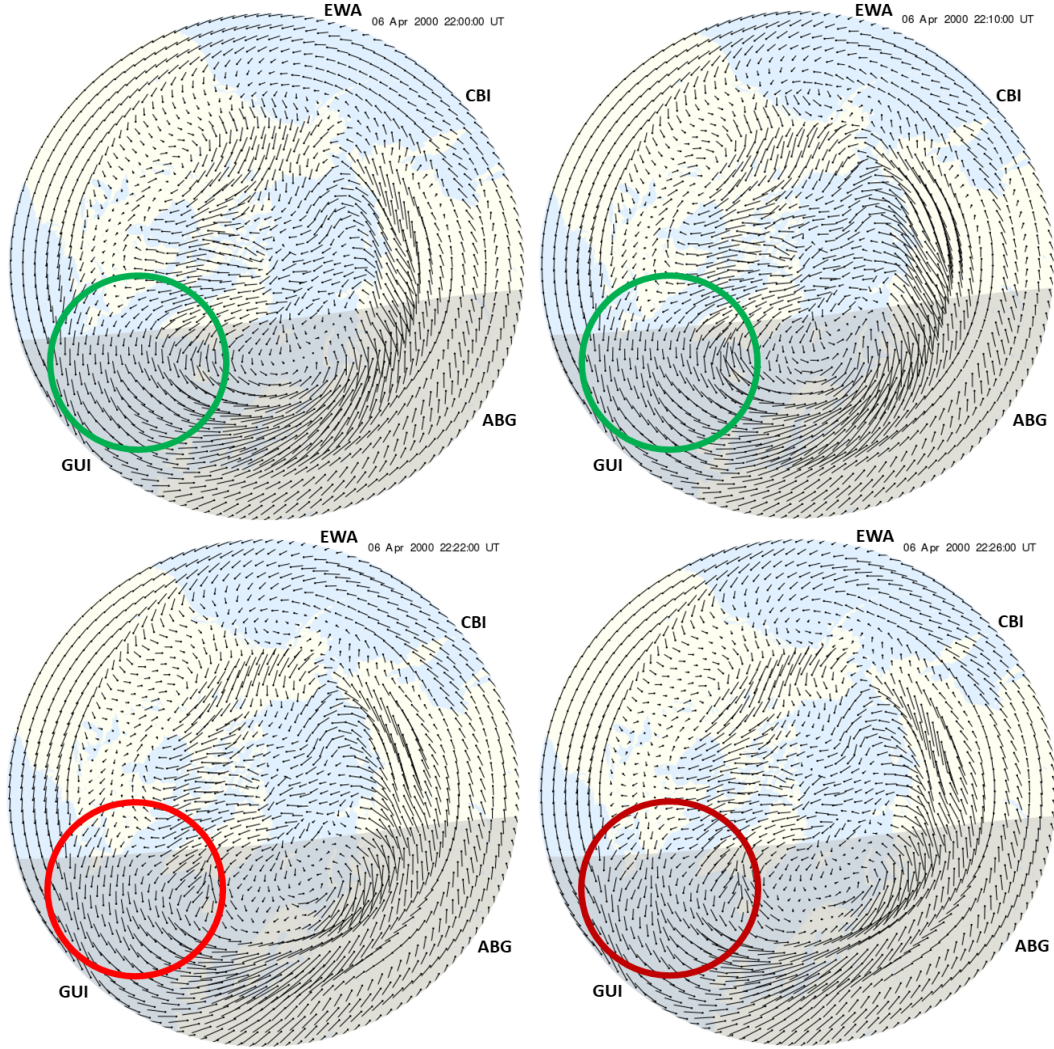 EWA
06 Apr 2000 22:00:00 UT
CBI
ABG
GUI
EWA
06 Apr 2000 22:10:00 UT
CBI
ABG
GUI
EWA
06 Apr 2000 22:22:00 UT
CBI
ABG
GUI
EWA
06 Apr 2000 22:26:00 UT
CBI
ABG
GUI